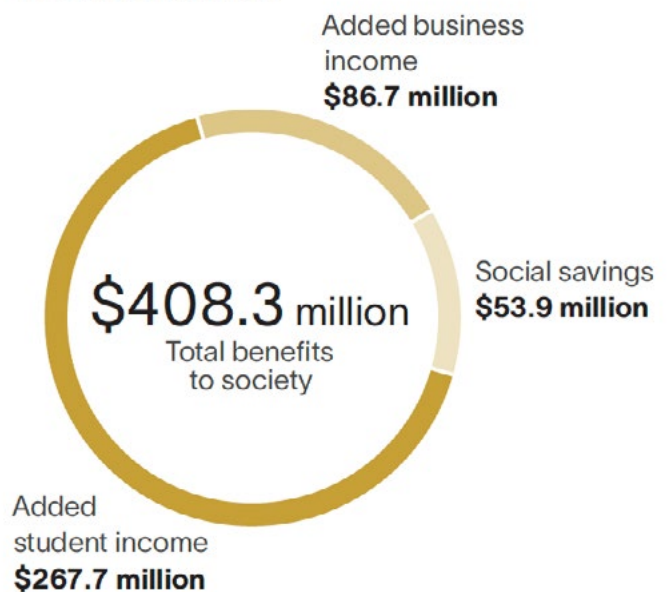 Added business
income
$86.7 million
$408.3 million
Total benefits
to society
Social savings
$53.9 million
Added
student income
$267.7 million